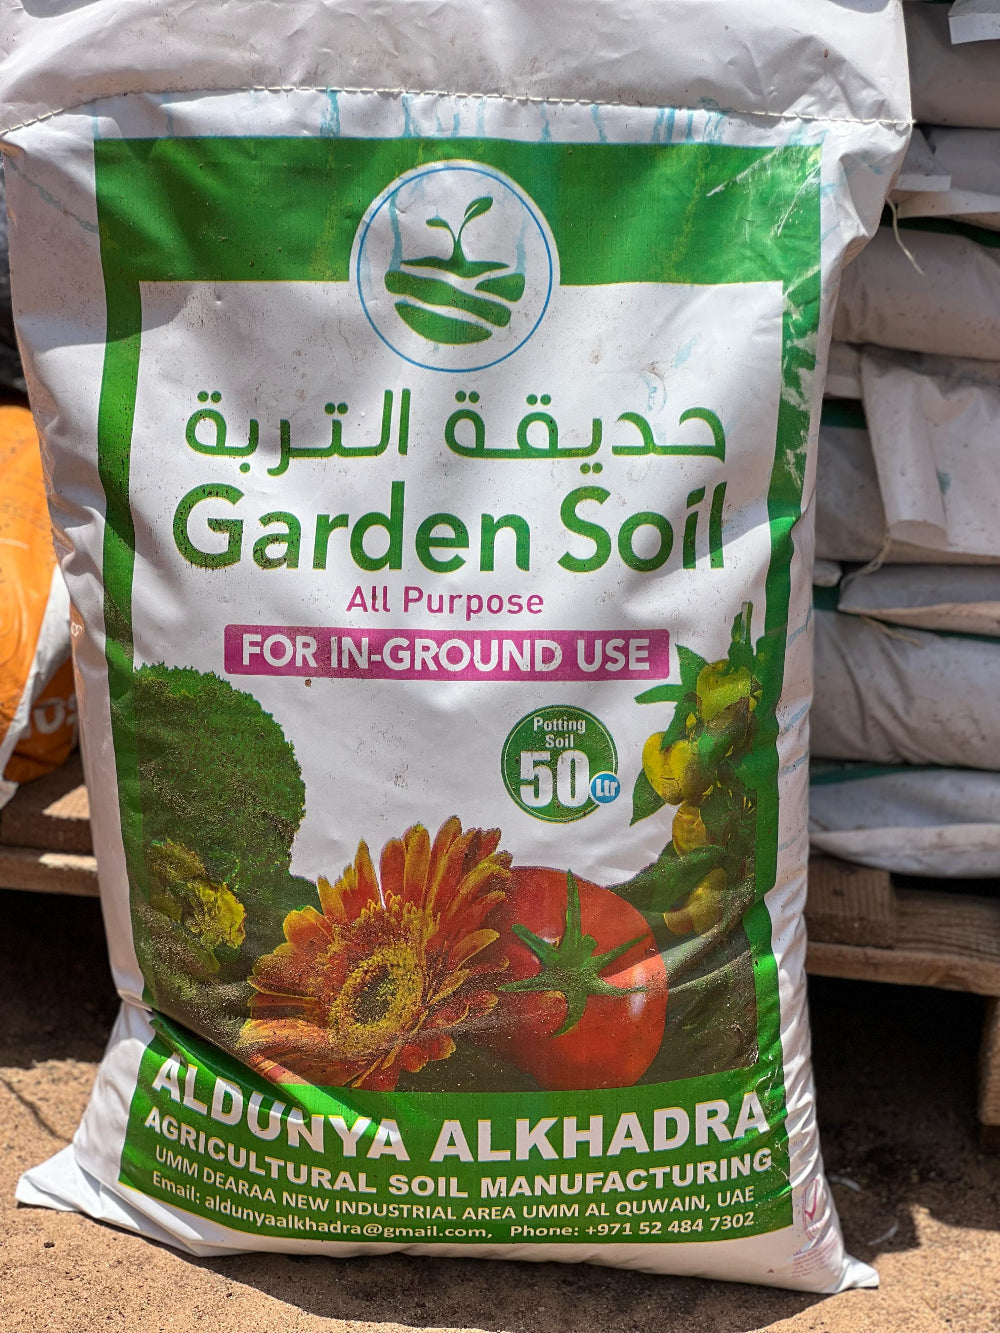 حديقة التربة
Garden Soil
All Purpose
FOR IN-GROUND USE
Potting
Soil
50
Ltr
ALDUNYA ALKHADRA
AGRICULTURAL SOIL MANUFACTURING
UMM DEARAA NEW INDUSTRIAL AREA UMM AL QUWAIN, UAE
Email: aldunyaalkhadra@gmail.com, Phone: +971 52 484 7302